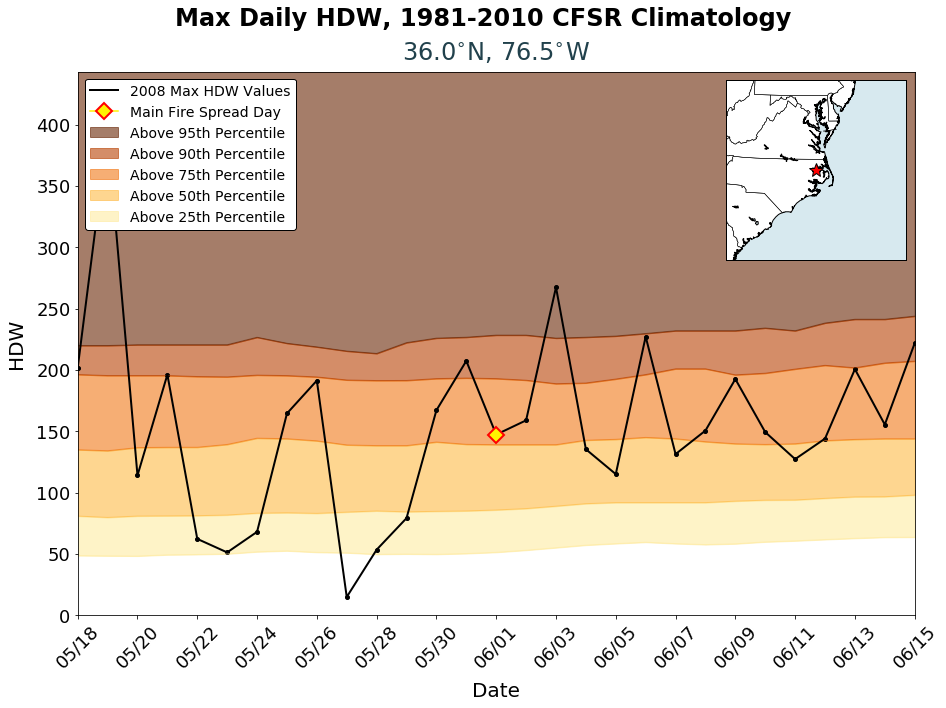 Max Daily HDW, 1981-2010 CFSR Climatology
36.0°N, 76.5°W
2008 Max HDW Values
Main Fire Spread Day
Above 95th Percentile
Above 90th Percentile
Above 75th Percentile
Above 50th Percentile
Above 25th Percentile
HDW
400
350
300
250
200
150
100
50
0
05/18
05/20
05/22
05/24
05/26
05/28
05/30
06/01
06/03
06/05
06/07
06/09
06/11
06/13
06/15
Date